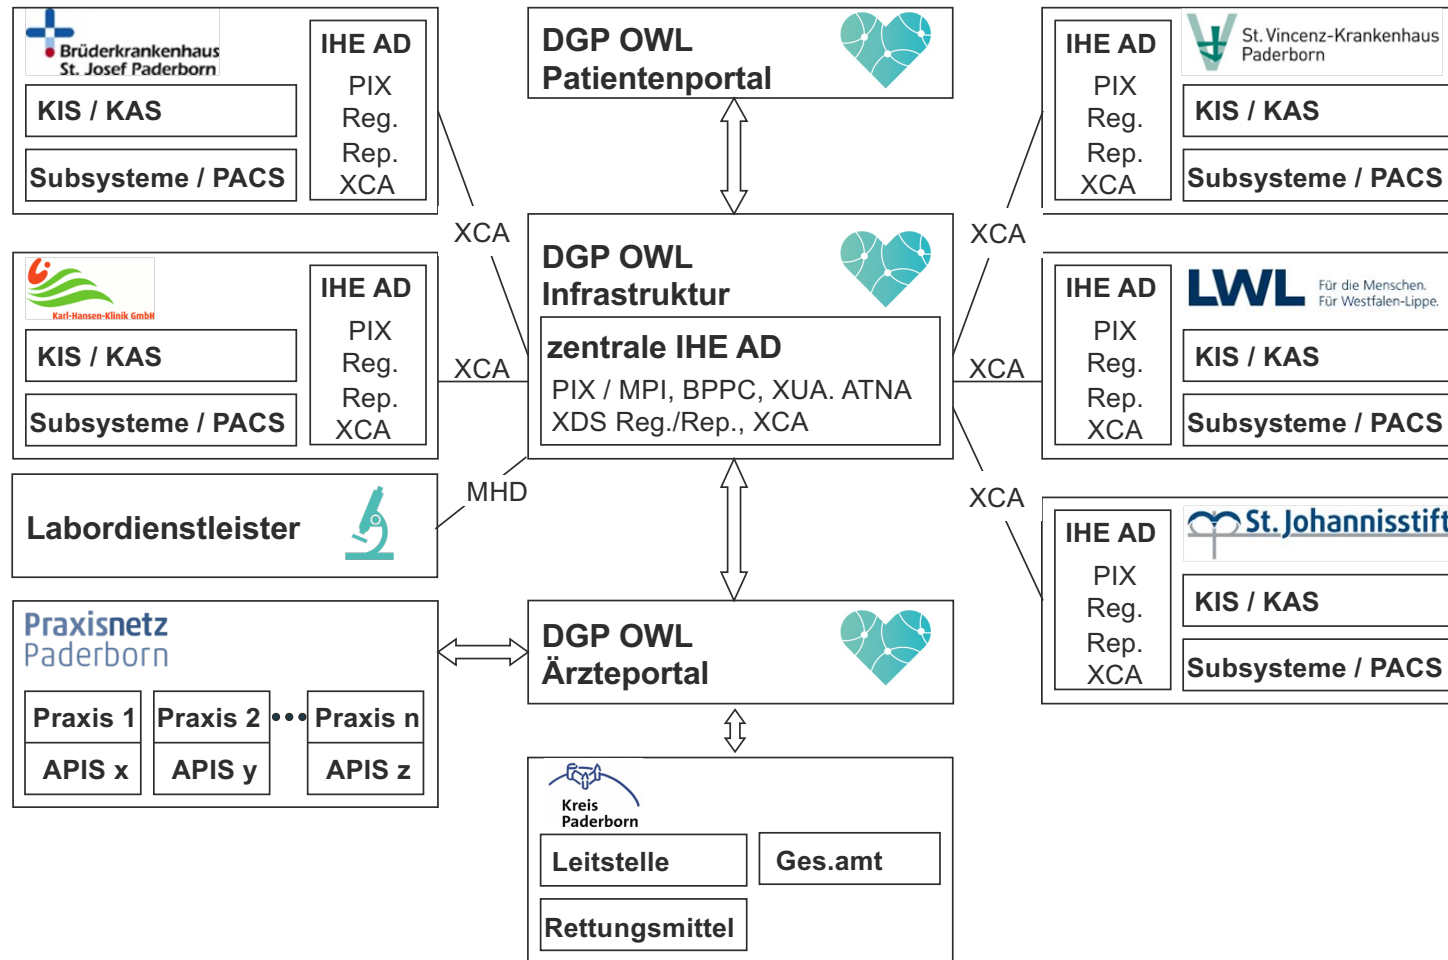 Brüderkrankenhaus
St. Josef Paderborn
KIS / KAS
Subsysteme / PACS
IHE AD
PIX
Reg.
Rep.
XCA
DGP OWL
Patientenportal
IHE AD
PIX
Reg.
Rep.
XCA
St. Vincenz-Krankenhaus
Paderborn
KIS / KAS
Subsysteme / PACS
XCA
XCA
Karl-Hansen-Klinik GmbH
KIS / KAS
Subsysteme / PACS
IHE AD
PIX
Reg.
Rep.
XCA
XCA
DGP OWL
Infrastruktur
zentrale IHE AD
PIX / MPI, BPPC, XUA. ATNA
XDS Reg./Rep., XCA
XCA
IHE AD
PIX
Reg.
Rep.
XCA
LWL
Für die Menschen.
Für Westfalen-Lippe.
KIS / KAS
Subsysteme / PACS
Labordienstleister
MHD
XCA
IHE AD
PIX
Reg.
Rep.
XCA
St. Johannisstift
KIS / KAS
Subsysteme / PACS
Praxisnetz
Paderborn
Praxis 1
APIS x
Praxis 2
APIS y
•••
Praxis n
APIS z
DGP OWL
Ärzteportal
Kreis
Paderborn
Leitstelle
Ges.amt
Rettungsmittel